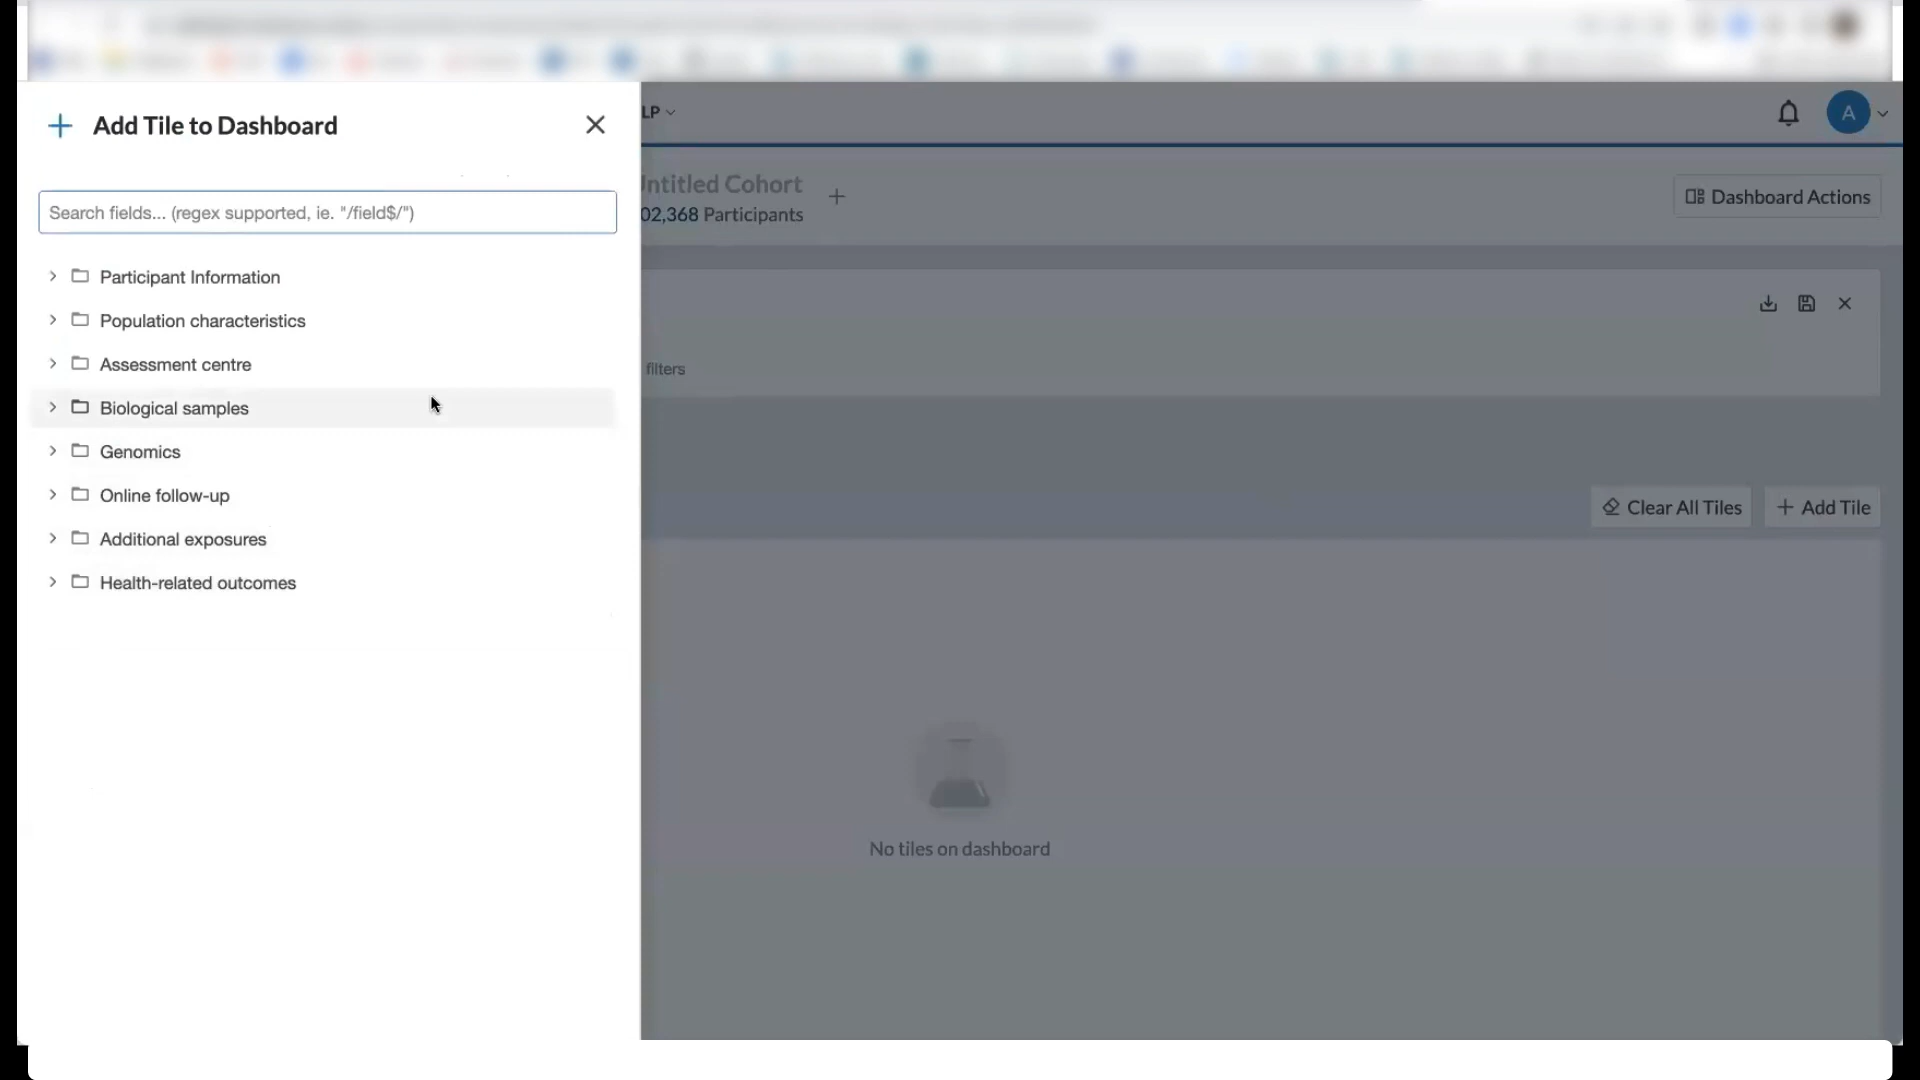 Add Tile to Dashboard
LP
A
Search fields... (regex supported, ie. "/field$/")
ntitled Cohort
02,368 Participants
Dashboard Actions
Participant Information
Population characteristics
Assessment centre
filters
Biological samples
Genomics
Online follow-up
Clear All Tiles
Add Tile
Additional exposures
Health-related outcomes
No tiles on dashboard